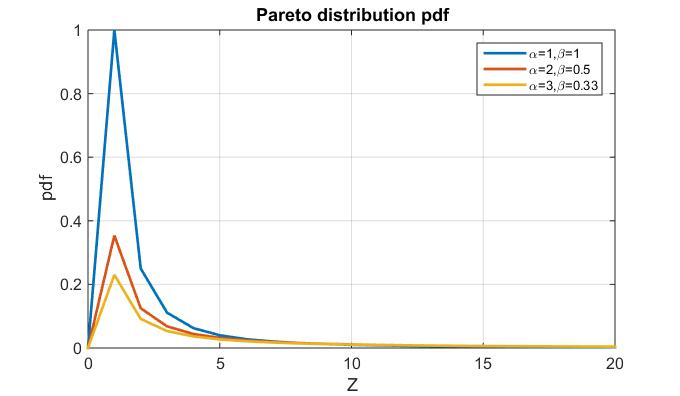 Pareto distribution pdf
α=1,β=1
α=2,β=0.5
α=3,β=0.33
pdf
1
0.8
0.6
0.4
0.2
0
0 5 10 15 20
Z